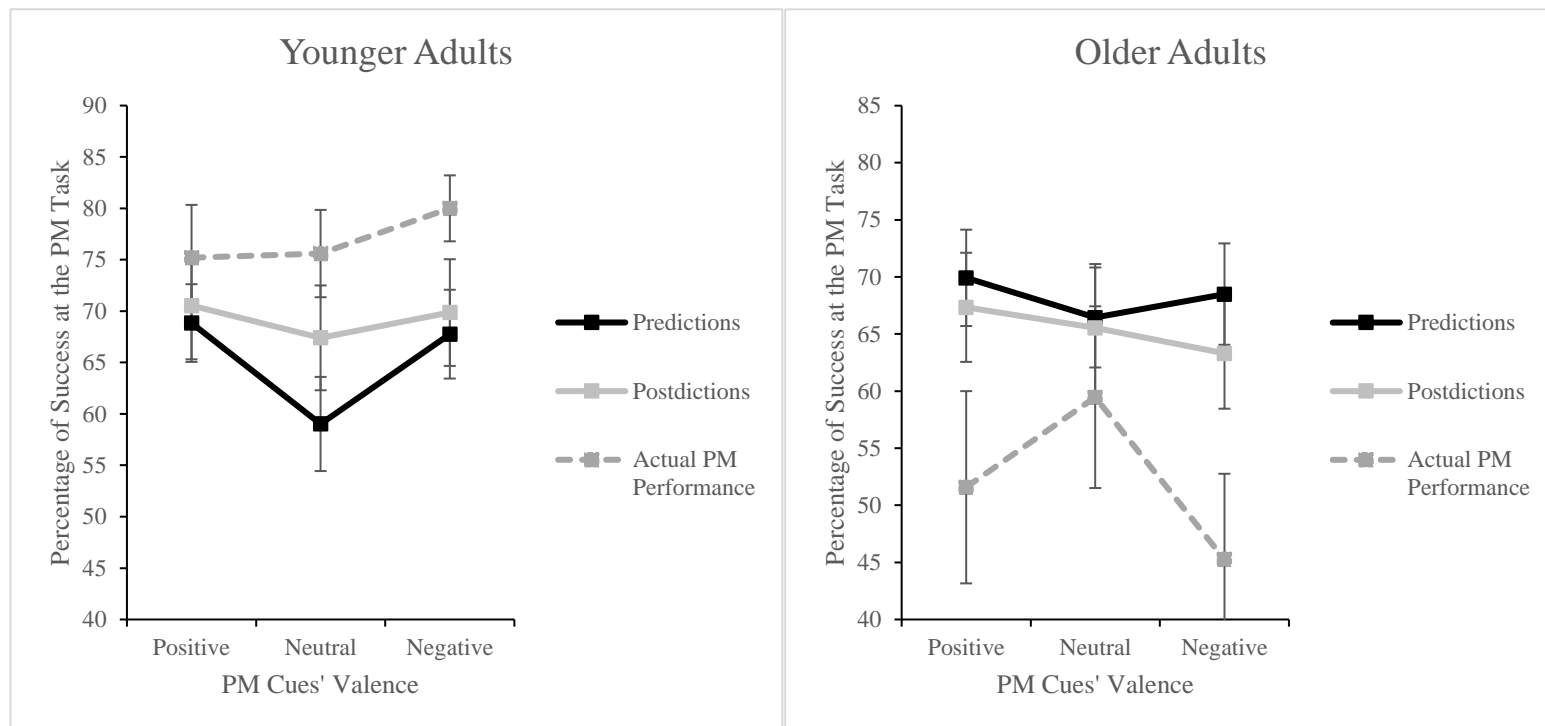 Younger Adults
Percentage of Success at the PM Task
90
85
80
75
70
65
60
55
50
45
40
Positive
Neutral
Negative
PM Cues' Valence
Predictions
Postdictions
Actual PM
Performance
Older Adults
Percentage of Success at the PM Task
85
80
75
70
65
60
55
50
45
40
Positive
Neutral
Negative
PM Cues' Valence
Predictions
Postdictions
Actual PM
Performance